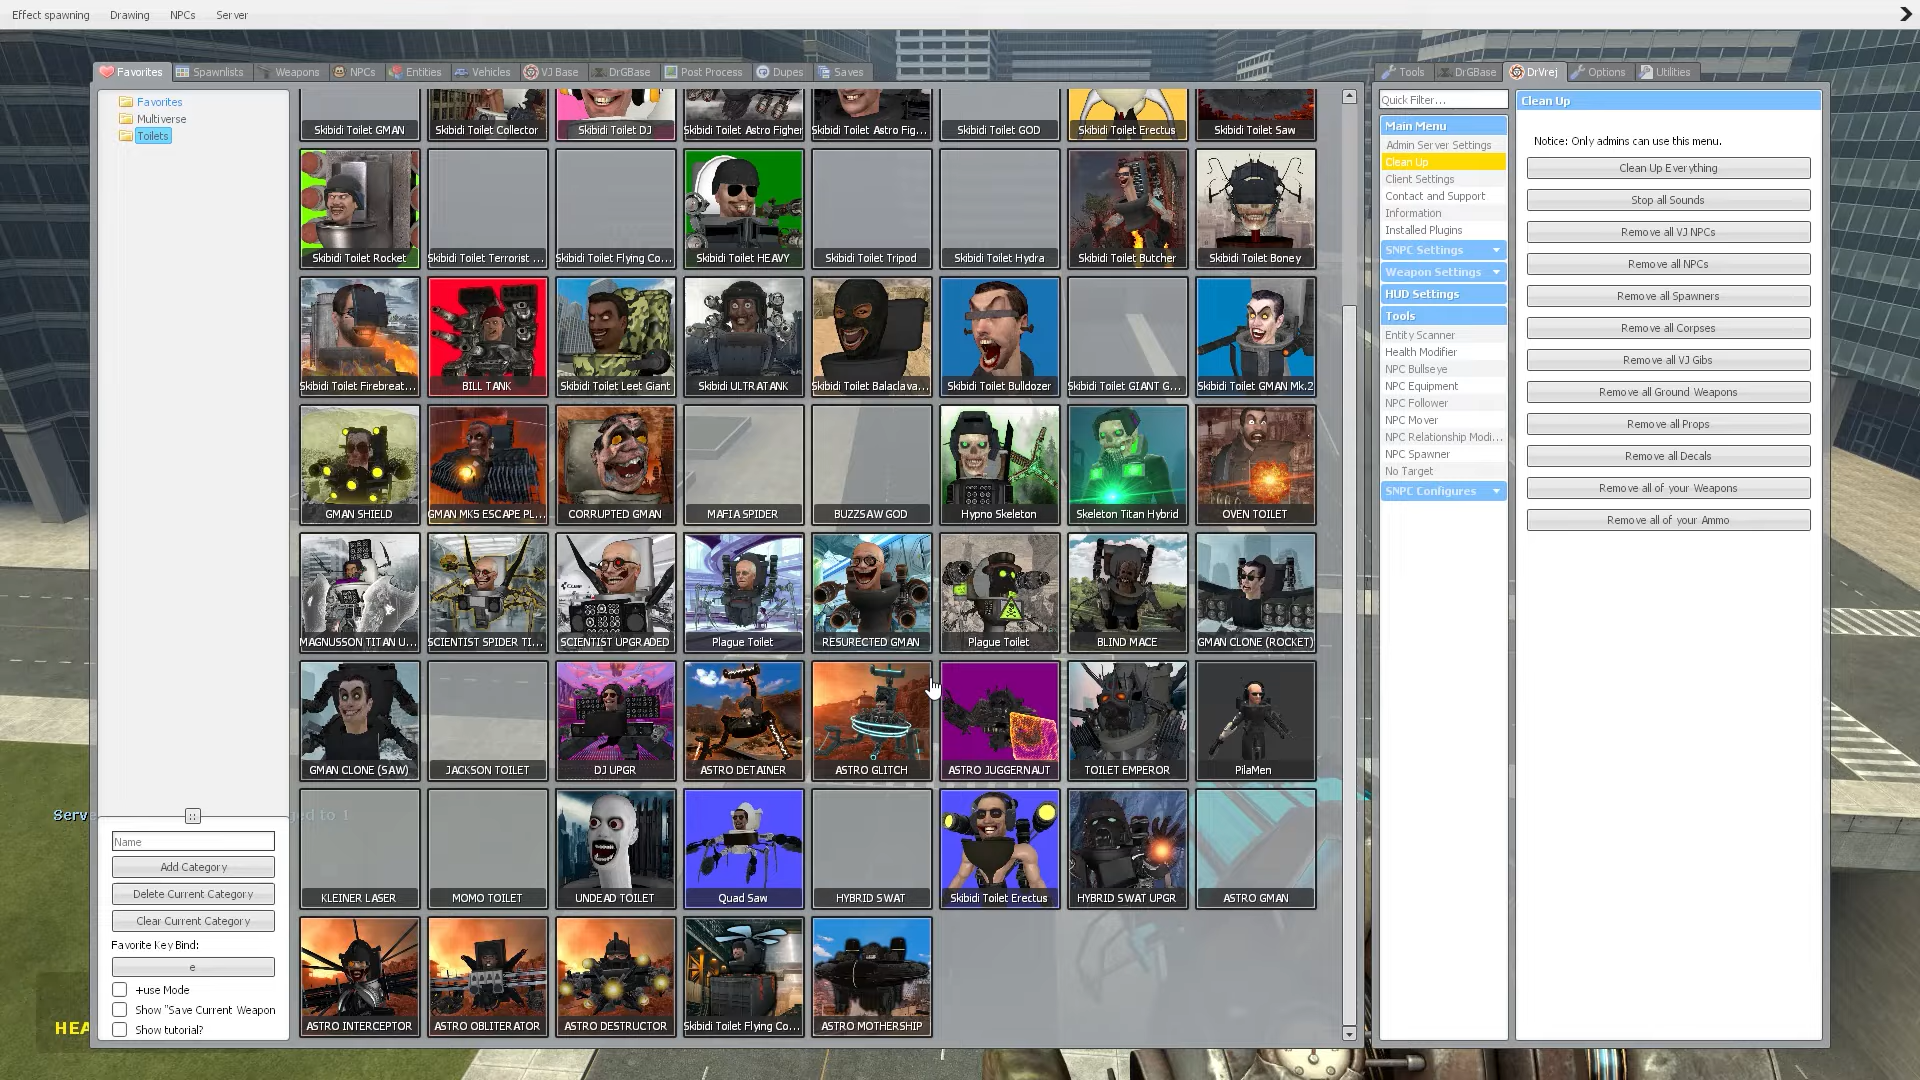 Effect spawning Drawing NPCs Server
Favorites Spawnlists Weapons NPCs Entities Vehicles VJ Base DrGBase Post Process Dupes Saves
Tools DrGBase DrVrej Options Utilities
Favorites
Multiverse
Toilets
Skibidi Toilet GMAN Skibidi Toilet Collector Skibidi Toilet DJ Skibidi Toilet Astro Figher Skibidi Toilet Astro Fig... Skibidi Toilet GOD Skibidi Toilet Erectus Skibidi Toilet Saw
Skibidi Toilet Rocket Skibidi Toilet Terrorist ... Skibidi Toilet Flying Co... Skibidi Toilet HEAVY Skibidi Toilet Tripod Skibidi Toilet Hydra Skibidi Toilet Butcher Skibidi Toilet Boney
Skibidi Toilet Firebreat... BILL TANK Skibidi Toilet Leet Giant Skibidi ULTRATANK Skibidi Toilet Balaclava... Skibidi Toilet Bulldozer Skibidi Toilet GIANT G... Skibidi Toilet GMAN Mk.2
GMAN SHIELD GMAN MK5 ESCAPE PL... CORRUPTED GMAN MAFIA SPIDER BUZZSAW GOD Hypno Skeleton Skeleton Titan Hybrid OVEN TOILET
MAGNUSSON TITAN U... SCIENTIST SPIDER TI... SCIENTIST UPGRADED Plague Toilet RESURECTED GMAN Plague Toilet BLIND MACE GMAN CLONE (ROCKET)
GMAN CLONE (SAW) JACKSON TOILET DJ UPGR ASTRO DETAINER ASTRO GLITCH ASTRO JUGGERNAUT TOILET EMPEROR PilaMen
KLEINER LASER MOMO TOILET UNDEAD TOILET Quad Saw HYBRID SWAT Skibidi Toilet Erectus HYBRID SWAT UPGR ASTRO GMAN
ASTRO INTERCEPTOR ASTRO OBLITERATOR ASTRO DESTRUCTOR Skibidi Toilet Flying Co... ASTRO MOTHERSHIP
Serv
ed to 1
Name
Add Category
Delete Current Category
Clear Current Category
Favorite Key Bind:
e
+use Mode
Show "Save Current Weapon
Show tutorial?
HEA
Quick Filter...
Main Menu
Admin Server Settings
Clean Up
Client Settings
Contact and Support
Information
Installed Plugins
SNPC Settings
Weapon Settings
HUD Settings
Tools
Entity Scanner
Health Modifier
NPC Bullseye
NPC Equipment
NPC Follower
NPC Mover
NPC Relationship Modi...
NPC Spawner
No Target
SNPC Configures
Clean Up
Notice: Only admins can use this menu.
Clean Up Everything
Stop all Sounds
Remove all VJ NPCs
Remove all NPCs
Remove all Spawners
Remove all Corpses
Remove all VJ Gibs
Remove all Ground Weapons
Remove all Props
Remove all Decals
Remove all of your Weapons
Remove all of your Ammo